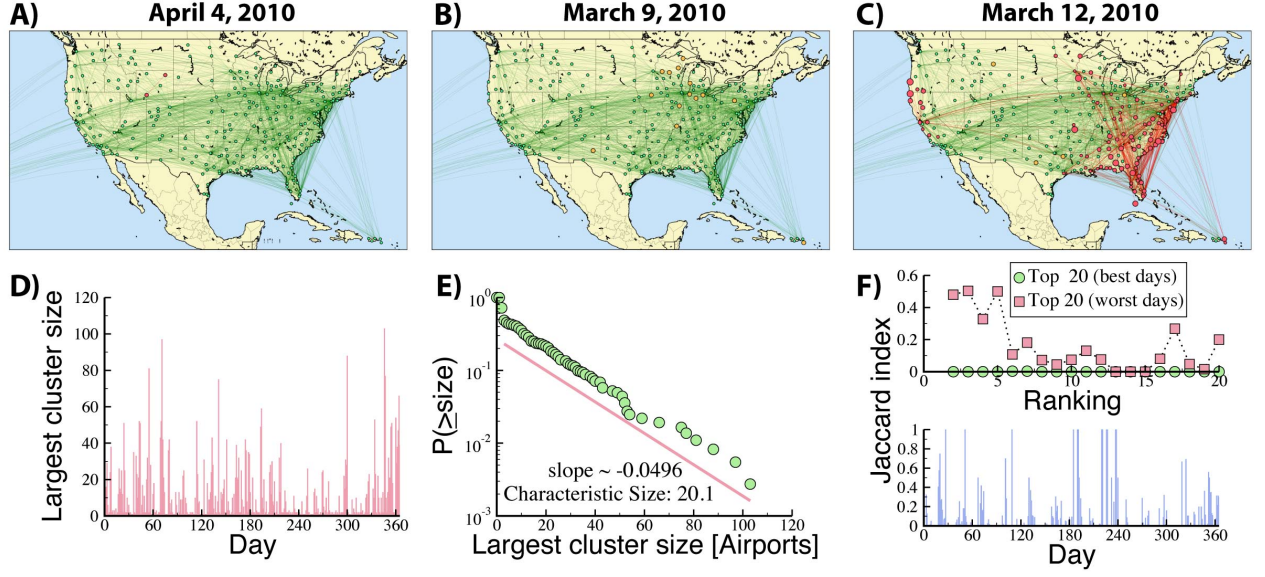 A) April 4, 2010
B) March 9, 2010
C) March 12, 2010
D)
Largest cluster size
120
100
80
60
40
20
0
0 60 120 180 240 300 360
Day
E)
P(≥size)
10^0
10^-1
10^-2
10^-3
slope ~ -0.0496
Characteristic Size: 20.1
0 20 40 60 80 100 120
Largest cluster size [Airports]
F)
Top 20 (best days)
Top 20 (worst days)
Jaccard index
0.6
0.4
0.2
0
0 5 10 15 20
Ranking
1
0.8
0.6
0.4
0.2
0
0 60 120 180 240 300 360
Day